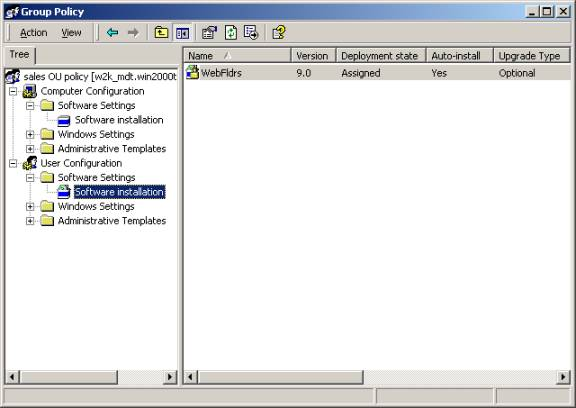 Group Policy
Action View
Tree
sales OU policy [w2k_mdt.win2000t
Computer Configuration
Software Settings
Software installation
Windows Settings
Administrative Templates
User Configuration
Software Settings
Software installation
Windows Settings
Administrative Templates
Name Version Deployment state Auto-install Upgrade Type
WebFldrs 9.0 Assigned Yes Optional